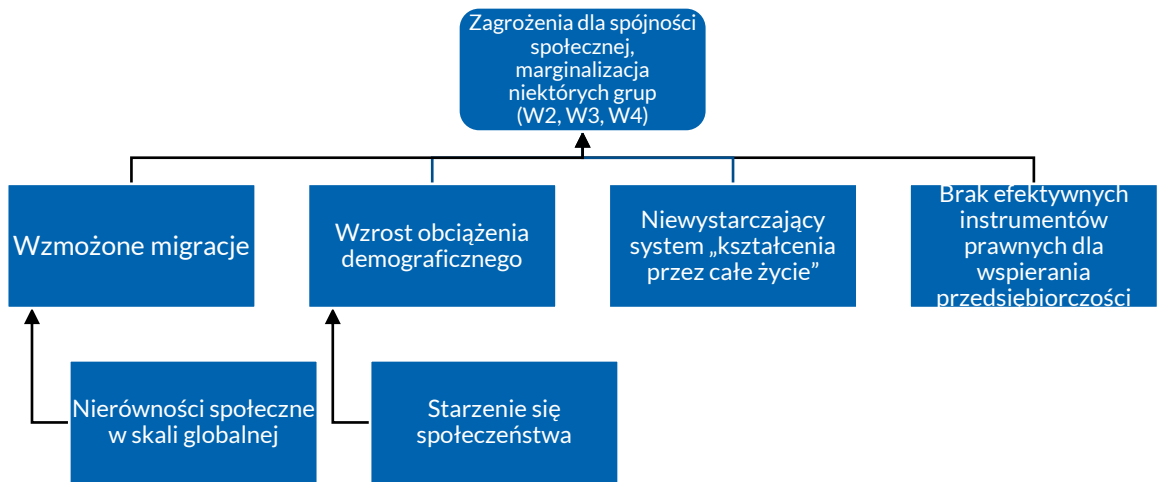 Zagrożenia dla spójności
społecznej,
marginalizacja
niektórych grup
(W2, W3, W4)
Wzmożone migracje
Wzrost obciążenia
demograficznego
Niewystarczający
system „kształcenia
przez całe życie”
Brak efektywnych
instrumentów
prawnych dla
wspierania
przedsiębiorczości
Nierówności społeczne
w skali globalnej
Starzenie się
społeczeństwa